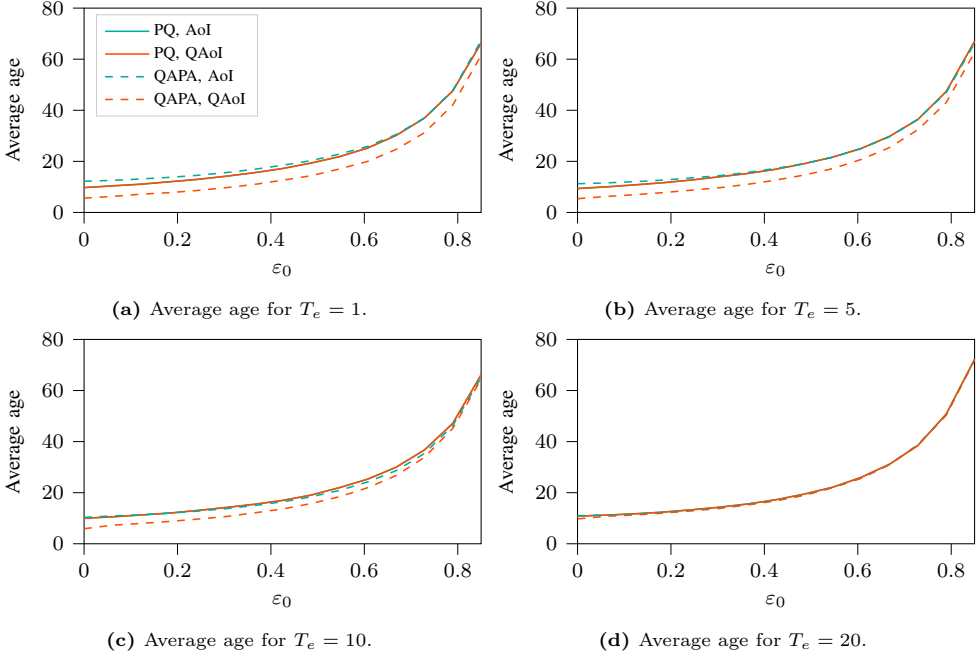 80
60
40
20
0
Average age
PQ, AoI
PQ, QAoI
QAPA, AoI
QAPA, QAoI
0 0.2 0.4 0.6 0.8
ε₀
(a) Average age for Tₑ = 1.
80
60
40
20
0
Average age
0 0.2 0.4 0.6 0.8
ε₀
(b) Average age for Tₑ = 5.
80
60
40
20
0
Average age
0 0.2 0.4 0.6 0.8
ε₀
(c) Average age for Tₑ = 10.
80
60
40
20
0
Average age
0 0.2 0.4 0.6 0.8
ε₀
(d) Average age for Tₑ = 20.